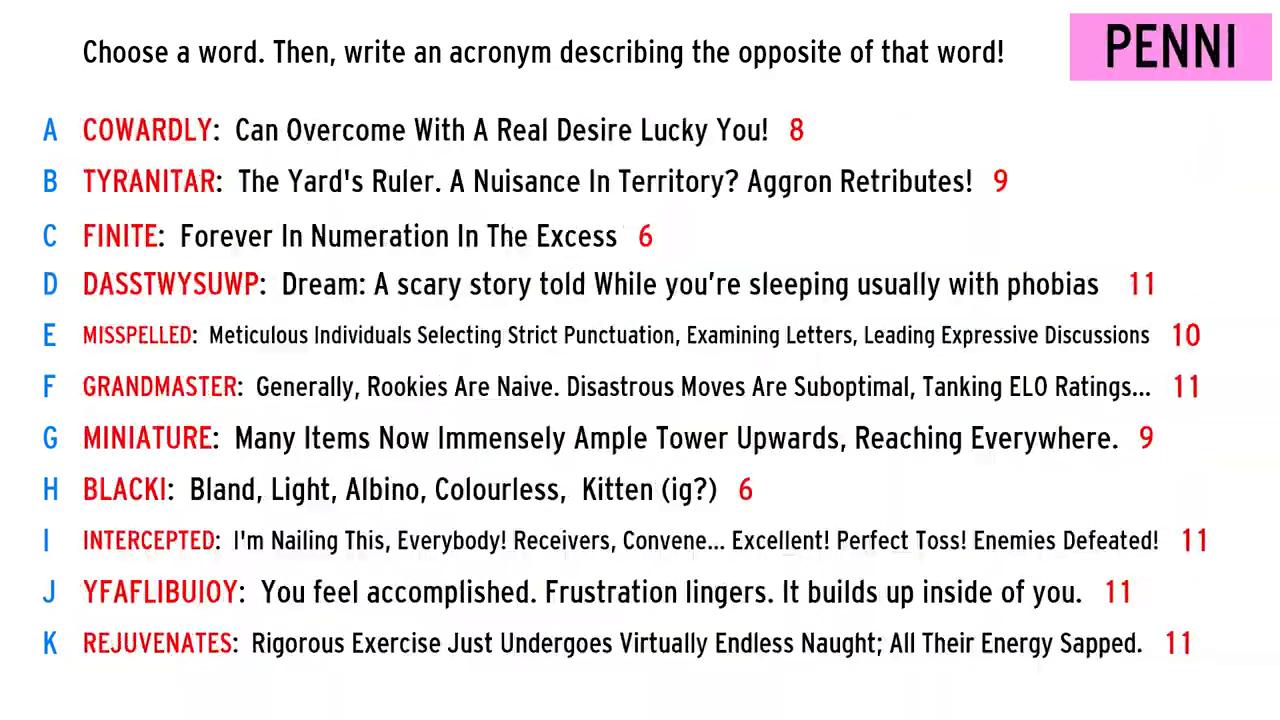 Choose a word. Then, write an acronym describing the opposite of that word!
PENNI
A COWARDLY: Can Overcome With A Real Desire Lucky You! 8
B TYRANITAR: The Yard's Ruler. A Nuisance In Territory? Aggron Retributes! 9
C FINITE: Forever In Numeration In The Excess 6
D DASSTWYSUWP: Dream: A scary story told While you’re sleeping usually with phobias 11
E MISSPELLED: Meticulous Individuals Selecting Strict Punctuation, Examining Letters, Leading Expressive Discussions 10
F GRANDMASTER: Generally, Rookies Are Naive. Disastrous Moves Are Suboptimal, Tanking ELO Ratings... 11
G MINIATURE: Many Items Now Immensely Ample Tower Upwards, Reaching Everywhere. 9
H BLACKI: Bland, Light, Albino, Colourless, Kitten (ig?) 6
I INTERCEPTED: I'm Nailing This, Everybody! Receivers, Convene... Excellent! Perfect Toss! Enemies Defeated! 11
J YFAFLIBUIOY: You feel accomplished. Frustration lingers. It builds up inside of you. 11
K REJUVENATES: Rigorous Exercise Just Undergoes Virtually Endless Naught; All Their Energy Sapped. 11